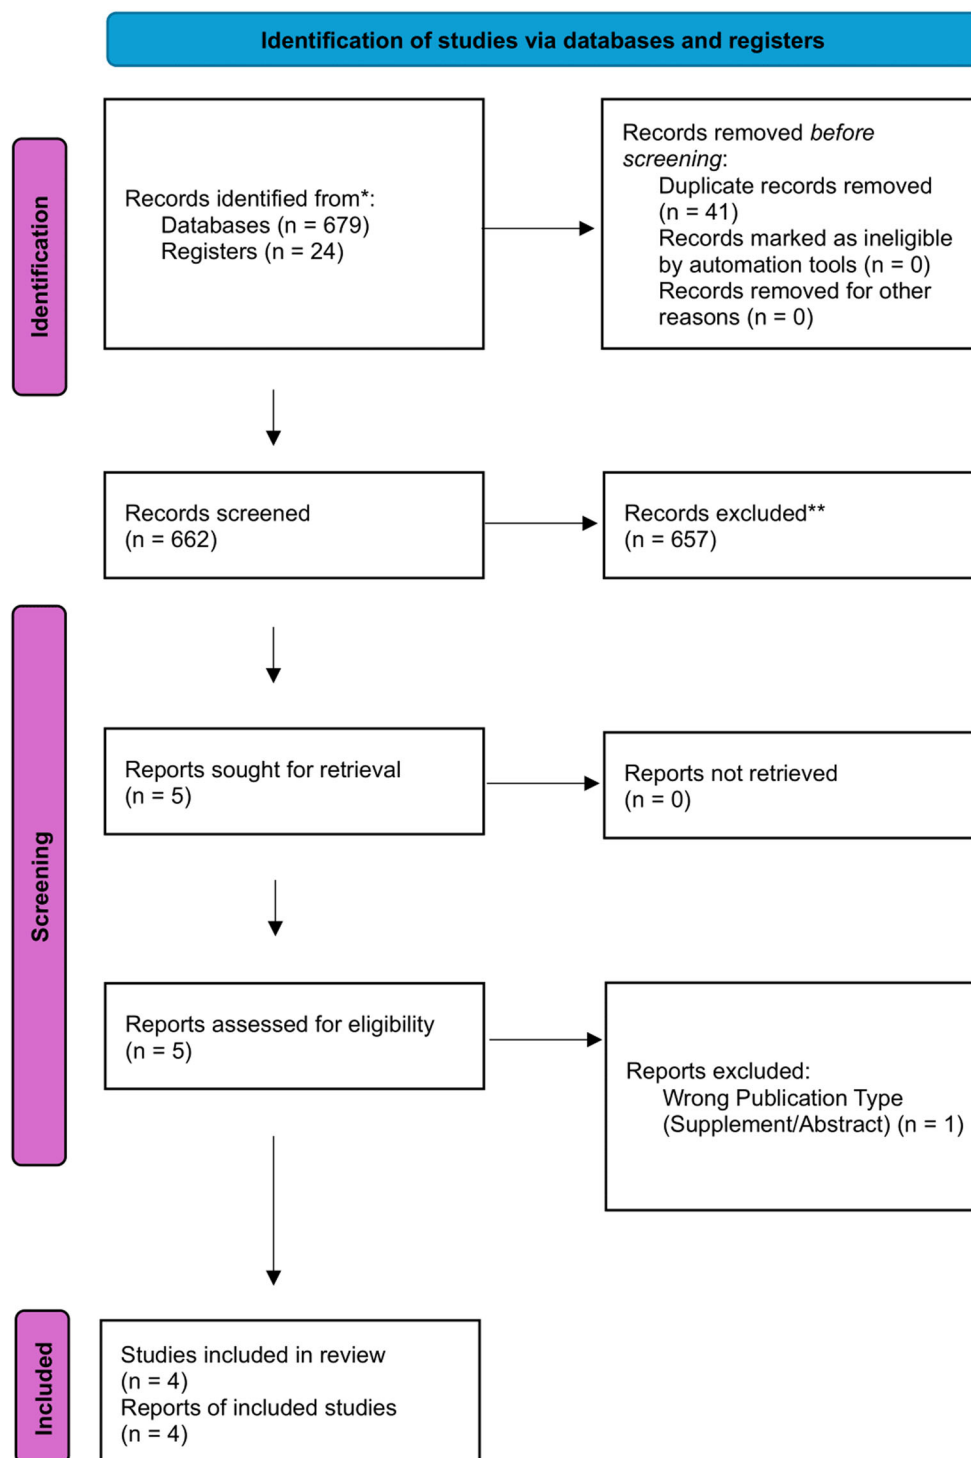 Identification of studies via databases and registers
Identification
Records identified from*:
Databases (n = 679)
Registers (n = 24)
Records removed before
screening:
Duplicate records removed
(n = 41)
Records marked as ineligible
by automation tools (n = 0)
Records removed for other
reasons (n = 0)
Records screened
(n = 662)
Records excluded**
(n = 657)
Screening
Reports sought for retrieval
(n = 5)
Reports not retrieved
(n = 0)
Reports assessed for eligibility
(n = 5)
Reports excluded:
Wrong Publication Type
(Supplement/Abstract) (n = 1)
Included
Studies included in review
(n = 4)
Reports of included studies
(n = 4)